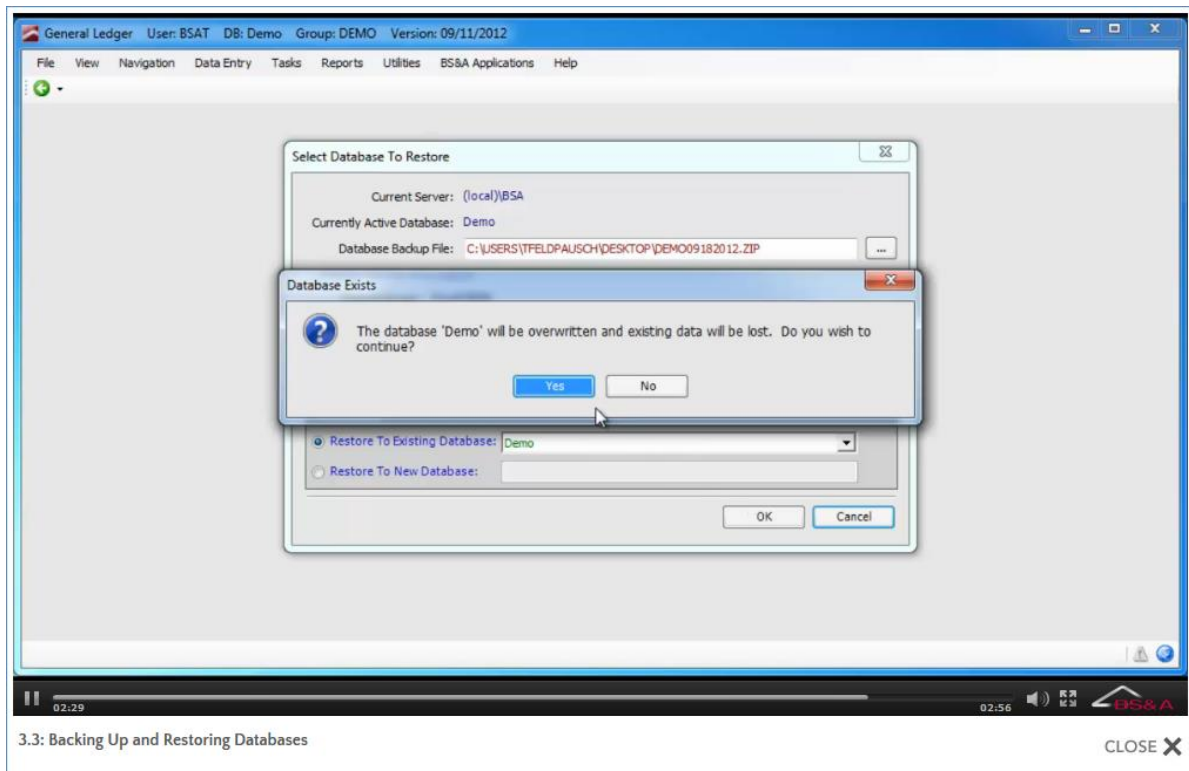 General Ledger User: BSAT DB: Demo Group: DEMO Version: 09/11/2012
File View Navigation Data Entry Tasks Reports Utilities BS&A Applications Help
Select Database To Restore
Current Server: (local)\BSA
Currently Active Database: Demo
Database Backup File: C:\USERS\TFELDPAUSCH\DESKTOP\DEMO09182012.ZIP ...
Database Exists
The database 'Demo' will be overwritten and existing data will be lost. Do you wish to
continue?
Yes No
Restore To Existing Database: Demo
Restore To New Database:
OK Cancel
02:29 02:56 BS&A
3.3: Backing Up and Restoring Databases
CLOSE